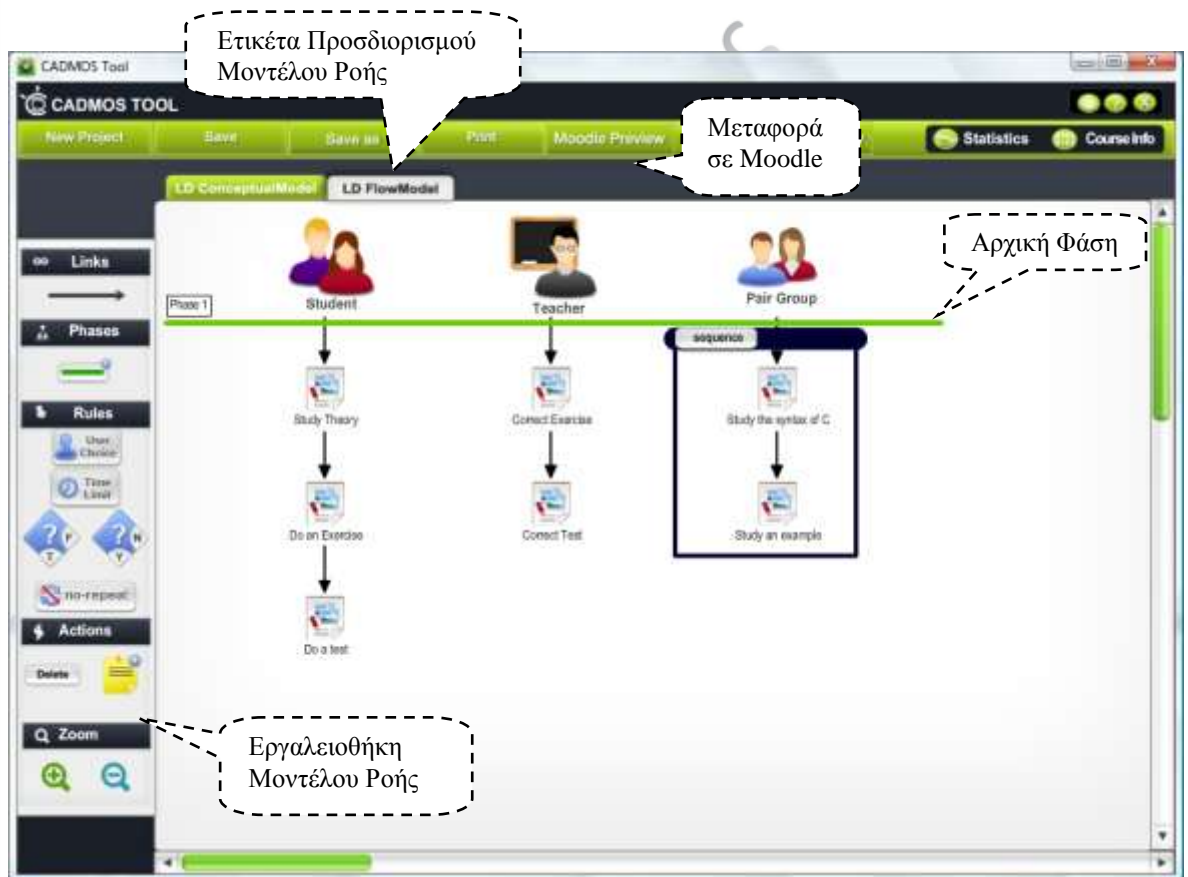 Ετικέτα Προσδιορισμού
Μοντέλου Ροής
CADMOS Tool
CADMOS TOOL
New Project
Save
Save as
Print
Moodle Preview
Μεταφορά
σε Moodle
Statistics
Course Info
LD ConceptualModel
LD FlowModel
Αρχική Φάση
Links
Phases
Rules
User
Choice
Time
Limit
? F
T
? N
Y
no-repeat
Actions
Delete
Zoom
Phase 1
Student
Teacher
Pair Group
sequence
Study Theory
Correct Exercise
Study the syntax of C
Do an Exercise
Correct Test
Study an example
Do a test
Εργαλειοθήκη
Μοντέλου Ροής